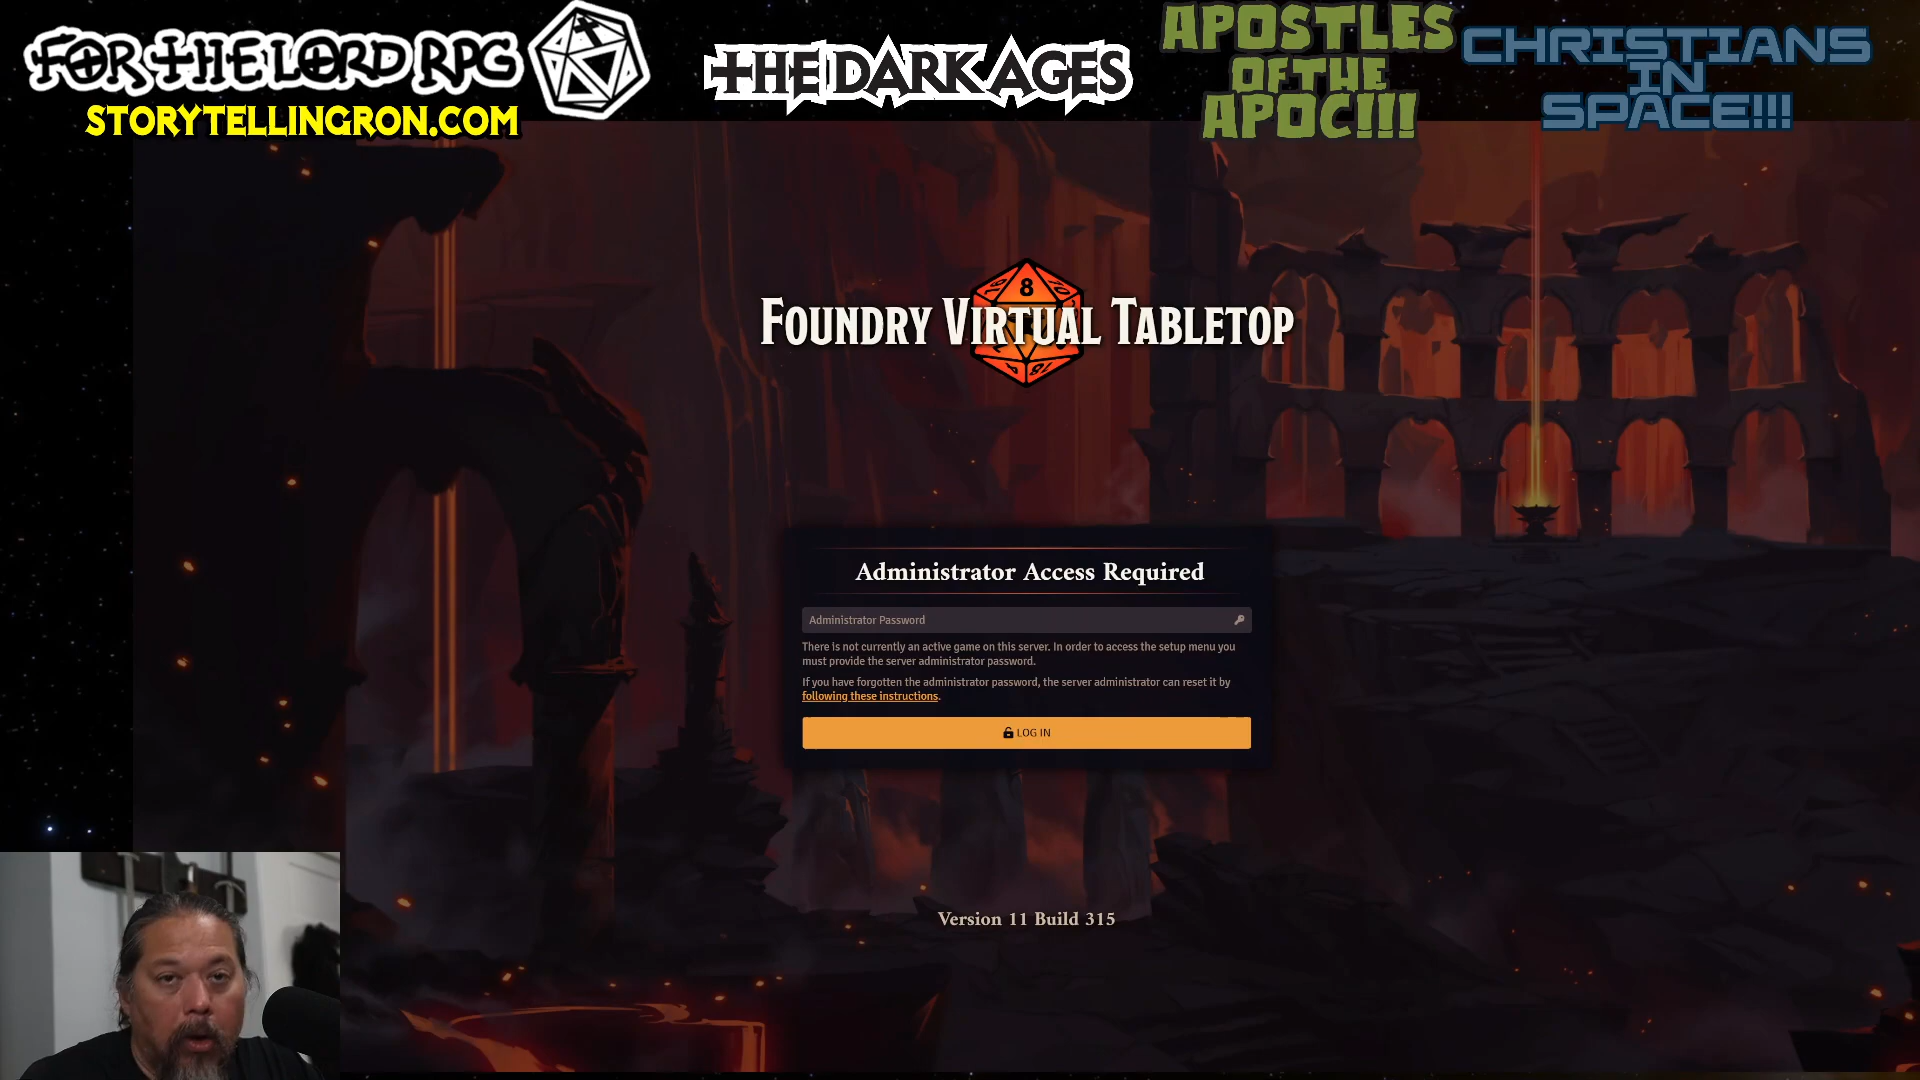 FOR THE LORD RPG
STORYTELLINGRON.COM
THE DARK AGES
APOSTLES
OF THE
APOC!!!
CHRISTIANS
IN
SPACE!!!
8
FOUNDRY VIRTUAL TABLETOP
Administrator Access Required
Administrator Password
There is not currently an active game on this server. In order to access the setup menu you
must provide the server administrator password.
If you have forgotten the administrator password, the server administrator can reset it by
following these instructions.
LOG IN
Version 11 Build 315